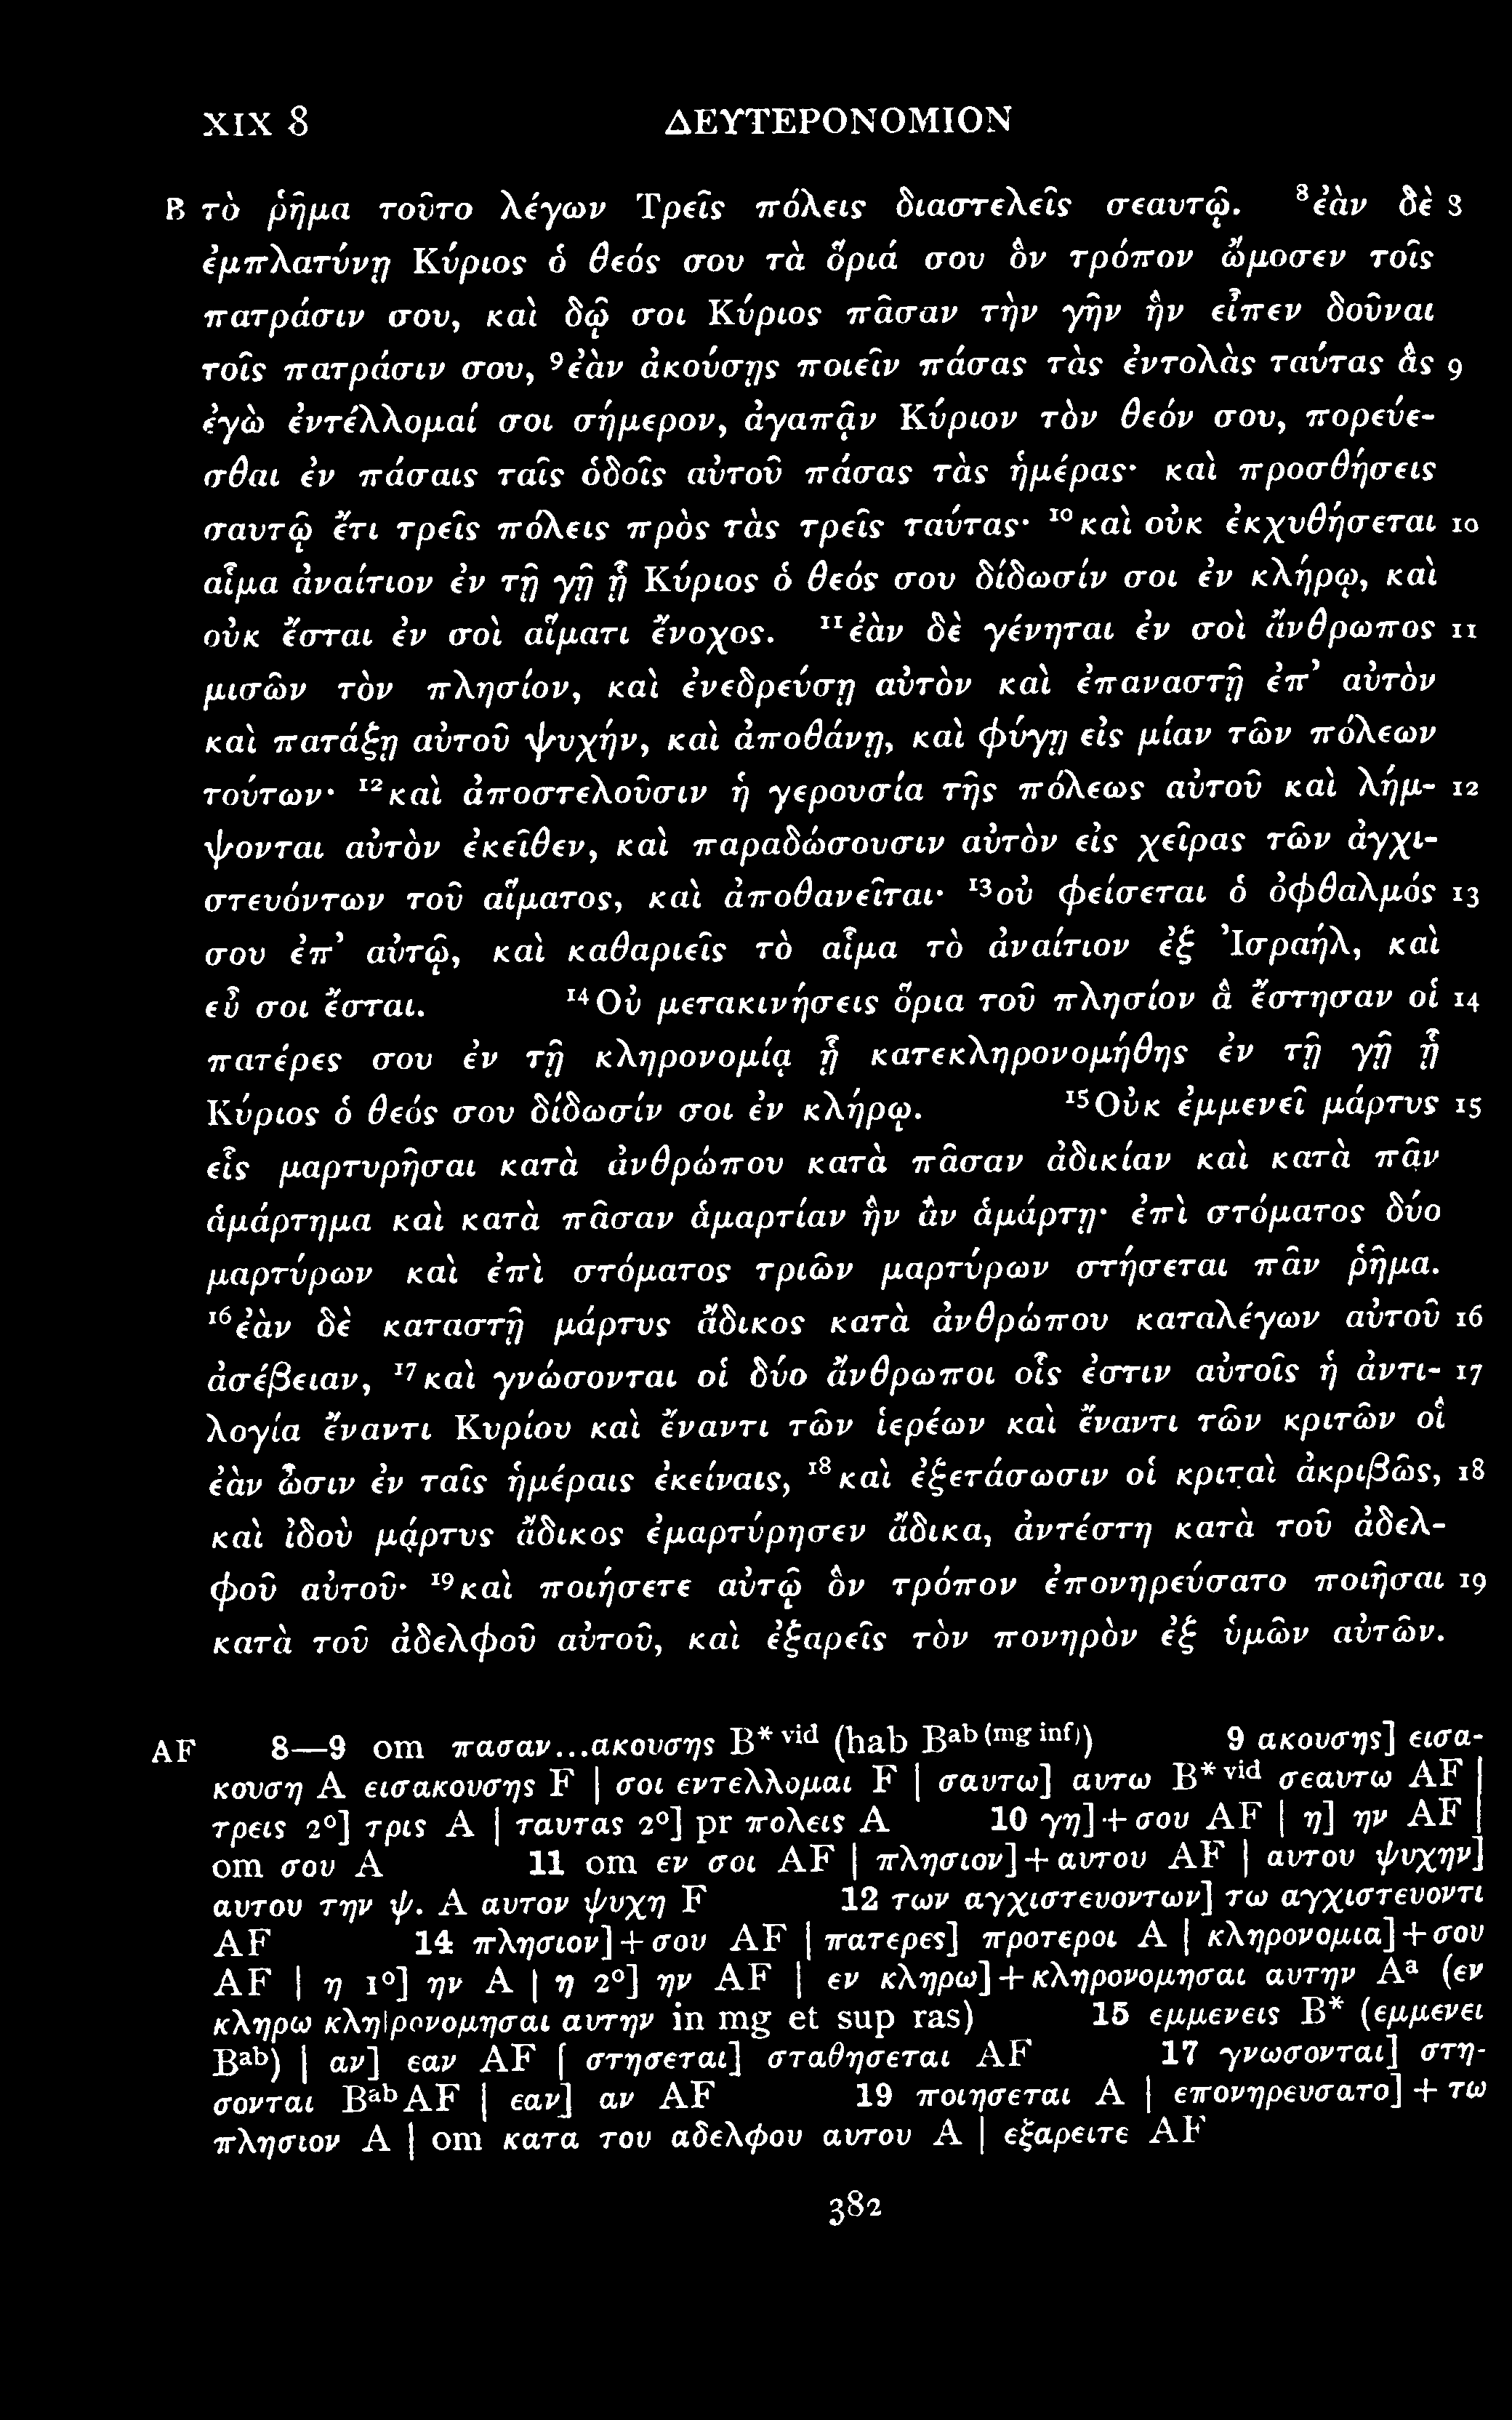 XIX 8 ΔΕΥΤΕΡΟΝΟΜΙΟΝ
B τὸ ῥῆμα τοῦτο λέγων Τρεῖς πόλεις διαστελεῖς σεαυτῷ. ⁸ἐὰν δὲ 8
ἐμπλατύνῃ Κύριος ὁ θεός σου τὰ ὅριά σου ὃν τρόπον ὤμοσεν τοῖς
πατράσιν σου, καὶ δῷ σοι Κύριος πᾶσαν τὴν γῆν ἣν εἶπεν δοῦναι
τοῖς πατράσιν σου, ⁹ἐὰν ἀκούσῃς ποιεῖν πάσας τὰς ἐντολὰς ταύτας ἃς 9
ἐγὼ ἐντέλλομαί σοι σήμερον, ἀγαπᾷν Κύριον τὸν θεόν σου, πορεύε-
σθαι ἐν πάσαις ταῖς ὁδοῖς αὐτοῦ πάσας τὰς ἡμέρας· καὶ προσθήσεις
σαυτῷ ἔτι τρεῖς πόλεις πρὸς τὰς τρεῖς ταύτας· ¹⁰καὶ οὐκ ἐκχυθήσεται 10
αἷμα ἀναίτιον ἐν τῇ γῇ ᾗ Κύριος ὁ θεός σου δίδωσίν σοι ἐν κλήρῳ, καὶ
οὐκ ἔσται ἐν σοὶ αἵματι ἔνοχος. ¹¹ἐὰν δὲ γένηται ἐν σοὶ ἄνθρωπος 11
μισῶν τὸν πλησίον, καὶ ἐνεδρεύσῃ αὐτὸν καὶ ἐπαναστῇ ἐπ’ αὐτὸν
καὶ πατάξῃ αὐτοῦ ψυχήν, καὶ ἀποθάνῃ, καὶ φύγῃ εἰς μίαν τῶν πόλεων
τούτων· ¹²καὶ ἀποστελοῦσιν ἡ γερουσία τῆς πόλεως αὐτοῦ καὶ λήμ- 12
ψονται αὐτὸν ἐκεῖθεν, καὶ παραδώσουσιν αὐτὸν εἰς χεῖρας τῶν ἀγχι-
στευόντων τοῦ αἵματος, καὶ ἀποθανεῖται· ¹³οὐ φείσεται ὁ ὀφθαλμός 13
σου ἐπ’ αὐτῷ, καὶ καθαριεῖς τὸ αἷμα τὸ ἀναίτιον ἐξ Ἰσραήλ, καὶ
εὖ σοι ἔσται. ¹⁴Οὐ μετακινήσεις ὅρια τοῦ πλησίον ἃ ἔστησαν οἱ 14
πατέρες σου ἐν τῇ κληρονομίᾳ ᾗ κατεκληρονομήθης ἐν τῇ γῇ ᾗ
Κύριος ὁ θεός σου δίδωσίν σοι ἐν κλήρῳ. ¹⁵Οὐκ ἐμμενεῖ μάρτυς 15
εἷς μαρτυρῆσαι κατὰ ἀνθρώπου κατὰ πᾶσαν ἀδικίαν καὶ κατὰ πᾶν
ἁμάρτημα καὶ κατὰ πᾶσαν ἁμαρτίαν ἣν ἂν ἁμάρτῃ· ἐπὶ στόματος δύο
μαρτύρων καὶ ἐπὶ στόματος τριῶν μαρτύρων στήσεται πᾶν ῥῆμα.
¹⁶ἐὰν δὲ καταστῇ μάρτυς ἄδικος κατὰ ἀνθρώπου καταλέγων αὐτοῦ 16
ἀσέβειαν, ¹⁷καὶ γνώσονται οἱ δύο ἄνθρωποι οἷς ἐστιν αὐτοῖς ἡ ἀντι- 17
λογία ἔναντι Κυρίου καὶ ἔναντι τῶν ἱερέων καὶ ἔναντι τῶν κριτῶν οἳ
ἐὰν ὦσιν ἐν ταῖς ἡμέραις ἐκείναις, ¹⁸καὶ ἐξετάσωσιν οἱ κριταὶ ἀκριβῶς, 18
καὶ ἰδοὺ μάρτυς ἄδικος ἐμαρτύρησεν ἄδικα, ἀντέστη κατὰ τοῦ ἀδελ-
φοῦ αὐτοῦ· ¹⁹καὶ ποιήσετε αὐτῷ ὃν τρόπον ἐπονηρεύσατο ποιῆσαι 19
κατὰ τοῦ ἀδελφοῦ αὐτοῦ, καὶ ἐξαρεῖς τὸν πονηρὸν ἐξ ὑμῶν αὐτῶν.
AF 8—9 om πασαν...ακουσης B* vid (hab Bab (mg inf)) 9 ακουσης] εισα-
κουση A εισακουσης F | σοι εντελλομαι F | σαυτω] αυτω B* vid σεαυτω AF |
τρεις 2°] τρις A | ταυτας 2°] pr πολεις A 10 γη] + σου AF | η] ην AF |
om σου A 11 om εν σοι AF | πλησιον] + αυτου AF | αυτου ψυχην]
αυτου την ψ. A αυτον ψυχη F 12 των αγχιστευοντων] τω αγχιστευοντι
AF 14 πλησιον] + σου AF | πατερες] προτεροι A | κληρονομια] + σου
AF | η 1°] ην A | η 2°] ην AF | εν κληρω] + κληρονομησαι αυτην Aa (εν
κληρω κλη|ρονομησαι αυτην in mg et sup ras) 15 εμμενεις B* (εμμενει
Bab) | αν] εαν AF | στησεται] σταθησεται AF 17 γνωσονται] στη-
σονται BabAF | εαν] αν AF 19 ποιησεται A | επονηρευσατο] + τω
πλησιον A | om κατα του αδελφου αυτου A | εξαρειτε AF
382